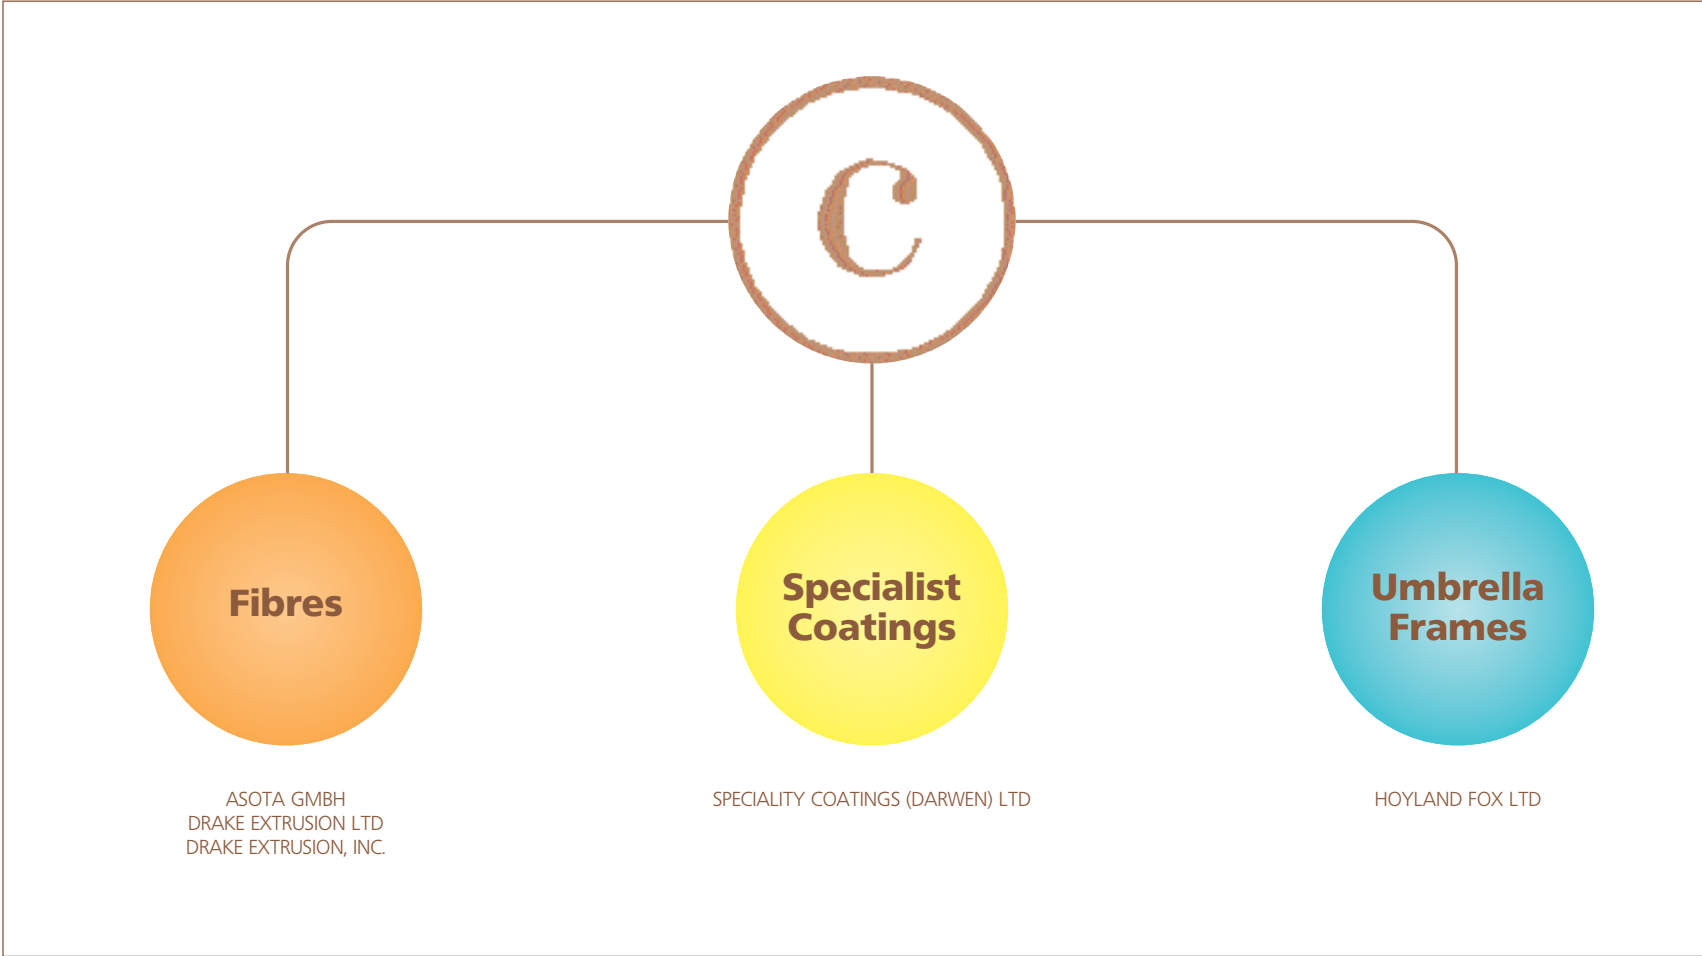 C
Fibres
Specialist
Coatings
Umbrella
Frames
ASOTA GMBH
DRAKE EXTRUSION LTD
DRAKE EXTRUSION, INC.
SPECIALITY COATINGS (DARWEN) LTD
HOYLAND FOX LTD